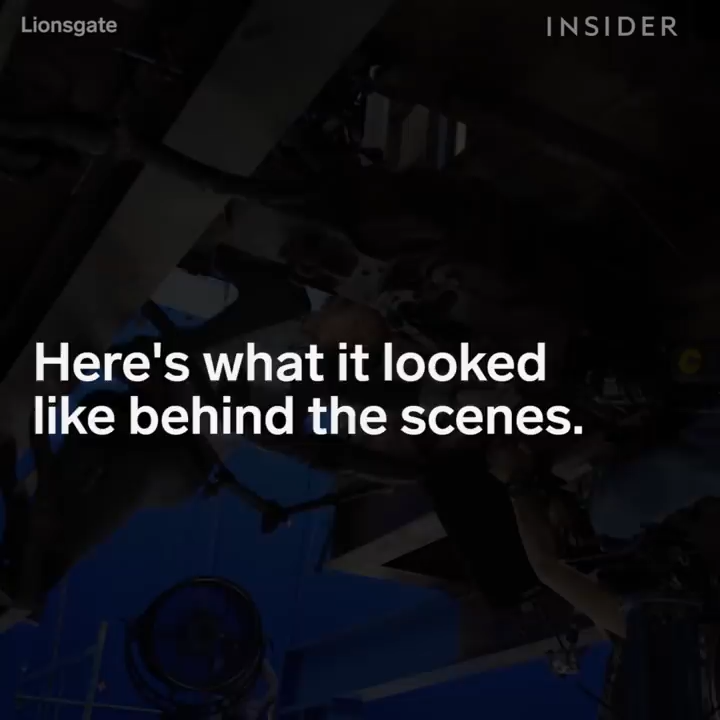 Lionsgate
INSIDER
Here's what it looked
like behind the scenes.